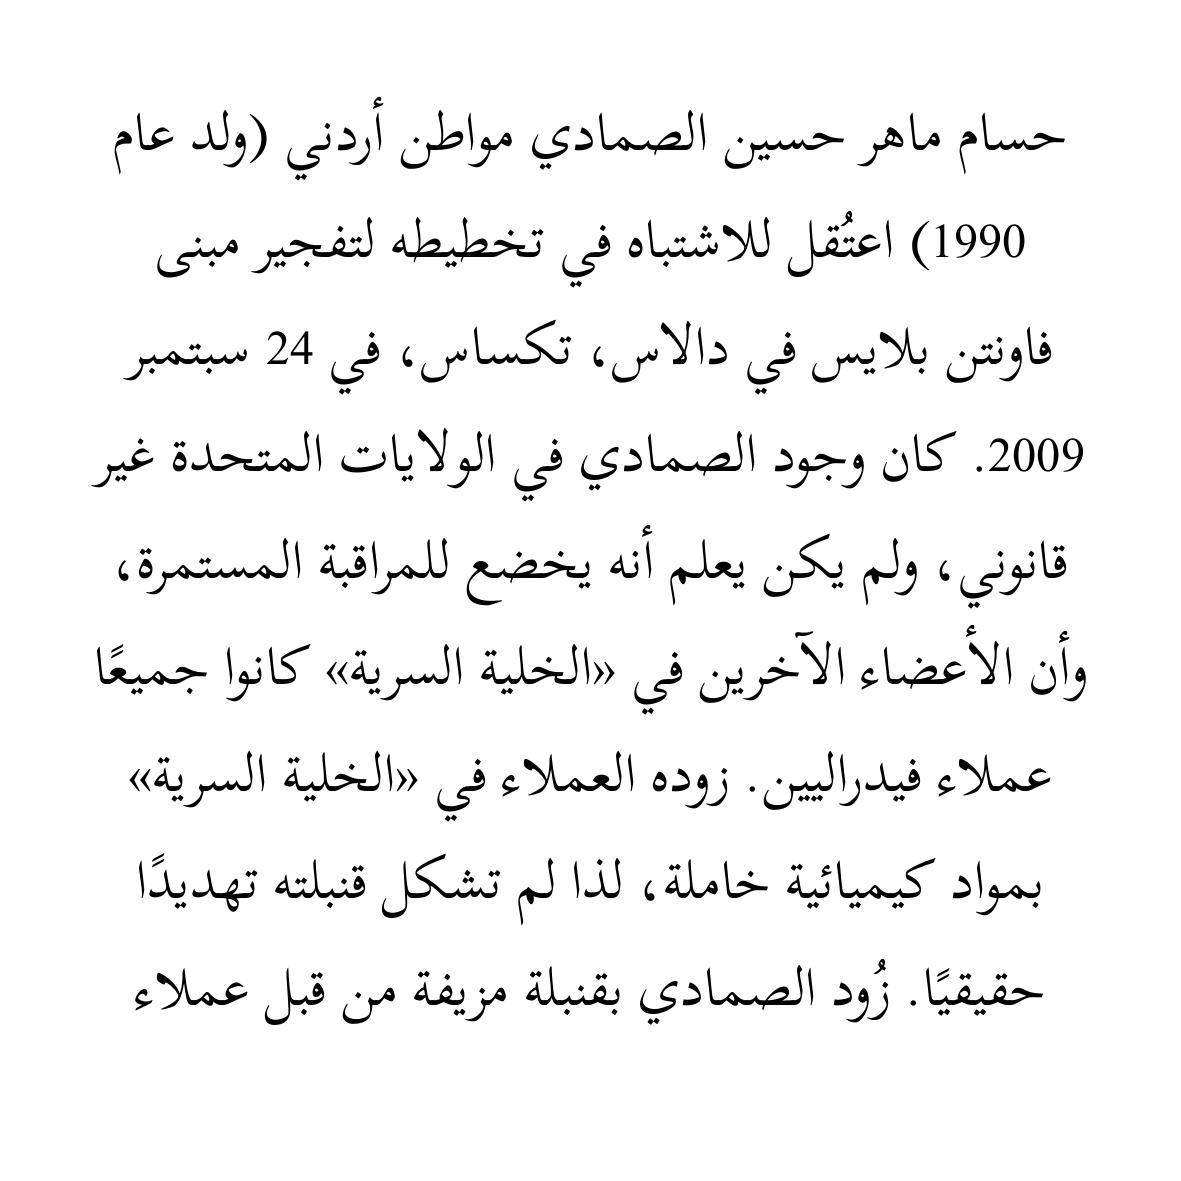 حسام ماهر حسين الصمادي مواطن أردني (ولد عام
1990) اعتُقل للاشتباه في تخطيطه لتفجير مبنى
فاونتن بلايس في دالاس، تكساس، في 24 سبتمبر
2009. كان وجود الصمادي في الولايات المتحدة غير
قانوني، ولم يكن يعلم أنه يخضع للمراقبة المستمرة،
وأن الأعضاء الآخرين في «الخلية السرية» كانوا جميعًا
عملاء فيدراليين. زوده العملاء في «الخلية السرية»
بمواد كيميائية خاملة، لذا لم تشكل قنبلته تهديدًا
حقيقيًا. زُود الصمادي بقنبلة مزيفة من قبل عملاء